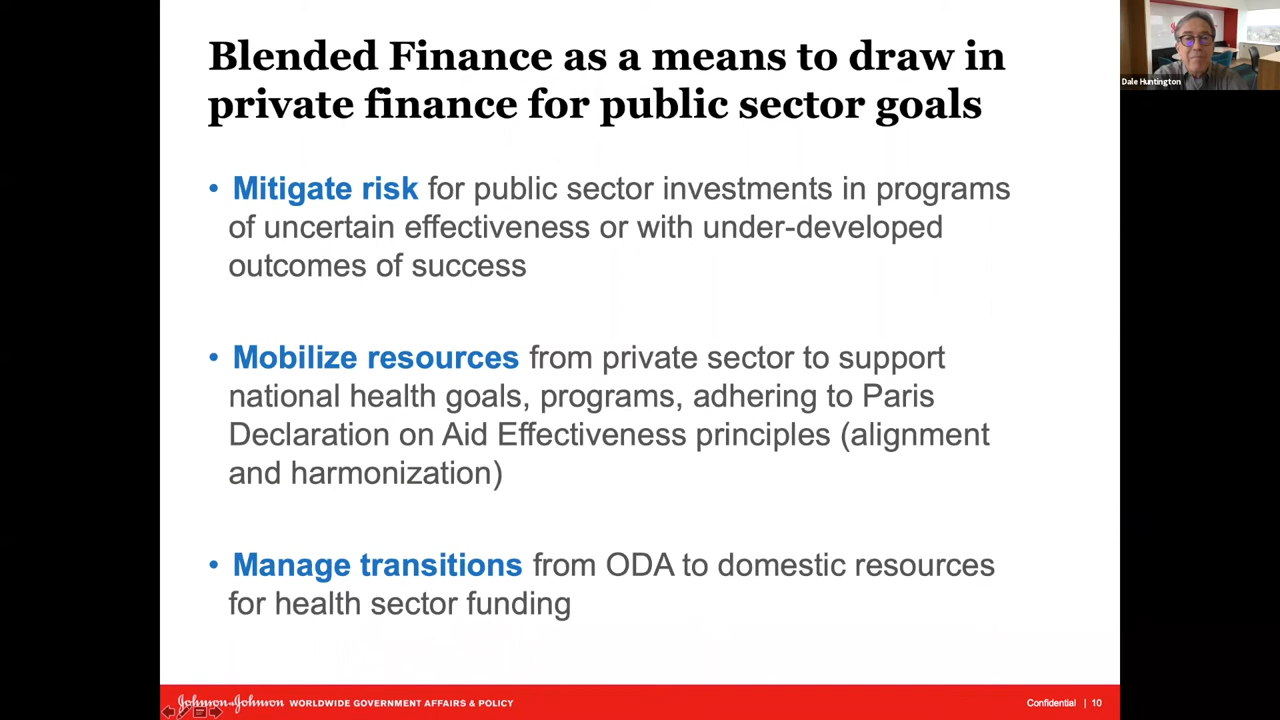 Blended Finance as a means to draw in
private finance for public sector goals
• Mitigate risk for public sector investments in programs
of uncertain effectiveness or with under-developed
outcomes of success
• Mobilize resources from private sector to support
national health goals, programs, adhering to Paris
Declaration on Aid Effectiveness principles (alignment
and harmonization)
• Manage transitions from ODA to domestic resources
for health sector funding
Johnson & Johnson WORLDWIDE GOVERNMENT AFFAIRS & POLICY
Confidential | 10
Dale Huntington